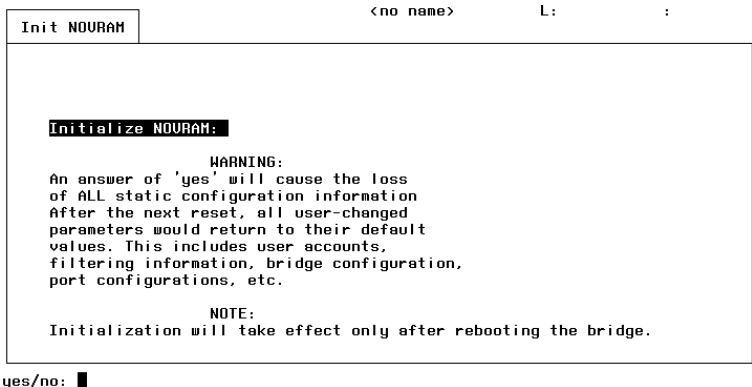 <no name> L: :
Init NOVRAM
Initialize NOVRAM:
WARNING:
An answer of 'yes' will cause the loss
of ALL static configuration information
After the next reset, all user-changed
parameters would return to their default
values. This includes user accounts,
filtering information, bridge configuration,
port configurations, etc.
NOTE:
Initialization will take effect only after rebooting the bridge.
yes/no: